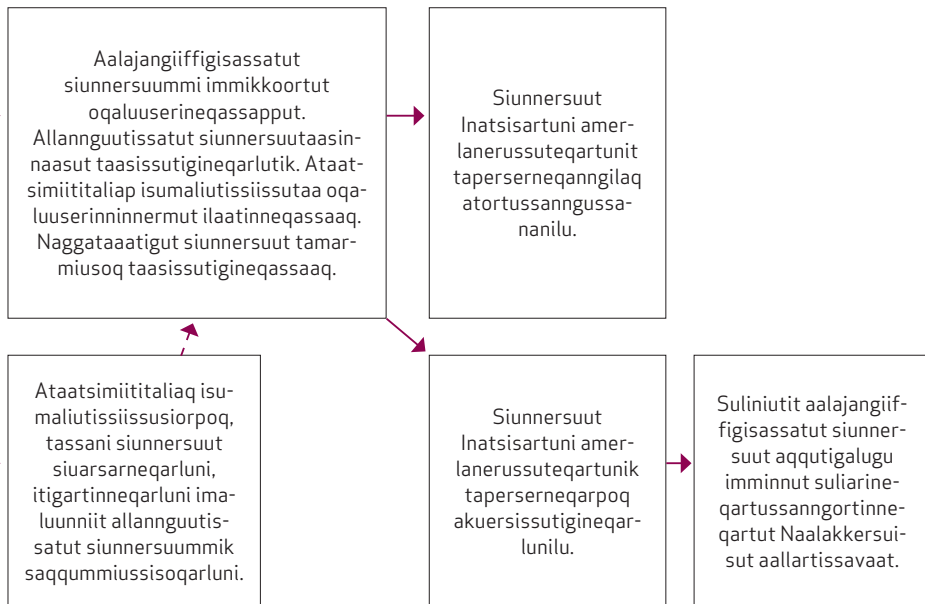 Aalajangiiffigisassatut
siunnersuummi immikkoortut
oqaluuserineqassapput.
Allannguutissatut siunnersuutaasin-
naasut taasissutigineqarlutik. Ataat-
simiititaliap isumaliutissiissutaa oqa-
luuserinninnermut ilaatinneqassaaq.
Naggataaatigut siunnersuut tamar-
miusoq taasissutigineqassaaq.
Siunnersuut
Inatsisartuni amer-
lanerussuteqartunit
taperserneqanngilaq
atortussanngussa-
nanilu.
Ataatsimiititaliaq isu-
maliutissiissusiorpoq,
tassani siunnersuut
siuarsarneqarluni,
itigartinneqarluni ima-
luunniit allannguutis-
satut siunnersuummik
saqqummiussisoqarluni.
Siunnersuut
Inatsisartuni amer-
lanerussuteqartunik
taperserneqarpoq
akuersissutigineqar-
lunilu.
Suliniutit aalajangiif-
figisassatut siunner-
suut aqqutigalugu
imminnut suliarine-
qartussanngortinne-
qartut Naalakkersui-
sut aallartissavaat.